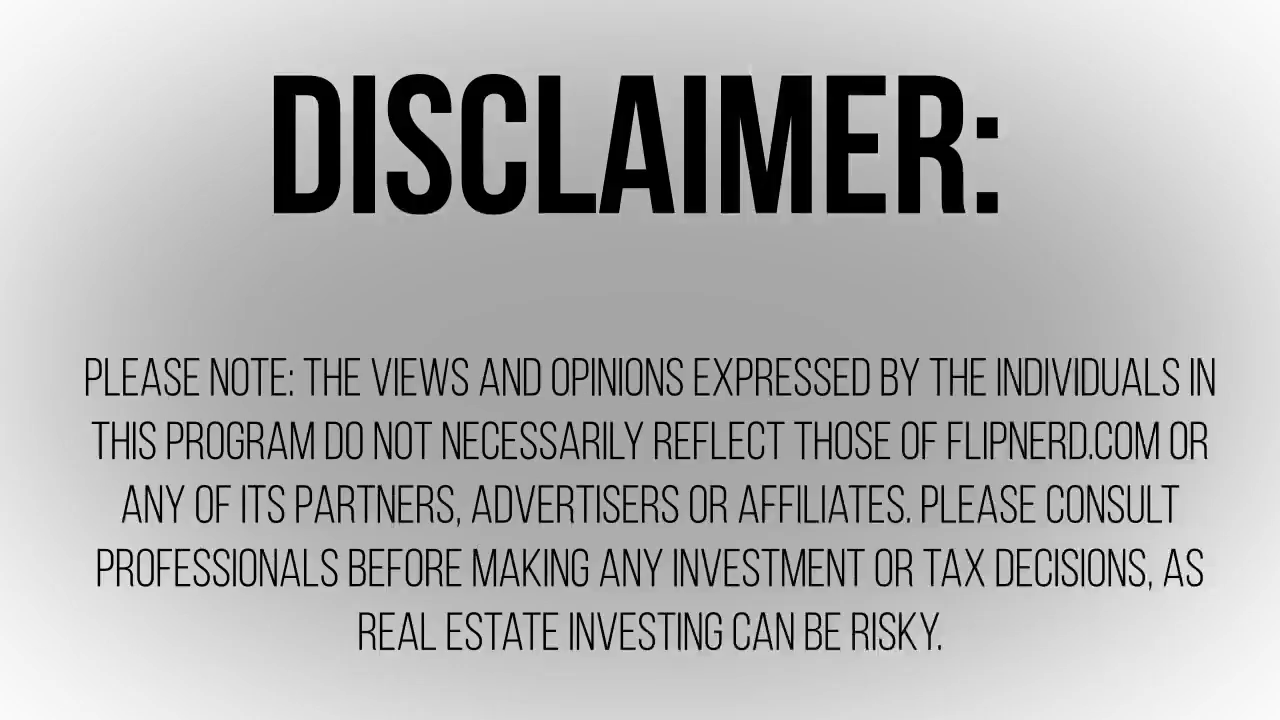 DISCLAIMER:
PLEASE NOTE: THE VIEWS AND OPINIONS EXPRESSED BY THE INDIVIDUALS IN
THIS PROGRAM DO NOT NECESSARILY REFLECT THOSE OF FLIPNERD.COM OR
ANY OF ITS PARTNERS, ADVERTISERS OR AFFILIATES. PLEASE CONSULT
PROFESSIONALS BEFORE MAKING ANY INVESTMENT OR TAX DECISIONS, AS
REAL ESTATE INVESTING CAN BE RISKY.